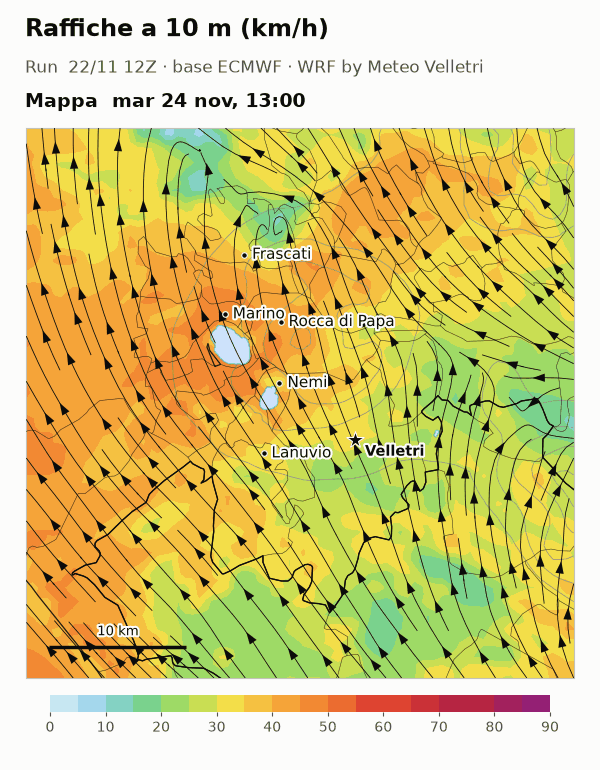 Raffiche a 10 m (km/h)
Run  22/11 12Z · base ECMWF · WRF by Meteo Velletri
Mappa  mar 24 nov, 13:00
Frascati
Marino
Rocca di Papa
Nemi
Velletri
Lanuvio
10 km
0 10 20 30 40 50 60 70 80 90